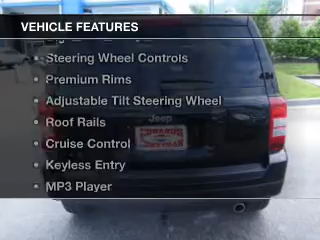 VEHICLE FEATURES
Steering Wheel Controls
Premium Rims
Adjustable Tilt Steering Wheel
Roof Rails
Jeep
Cruise Control
Keyless Entry
MP3 Player